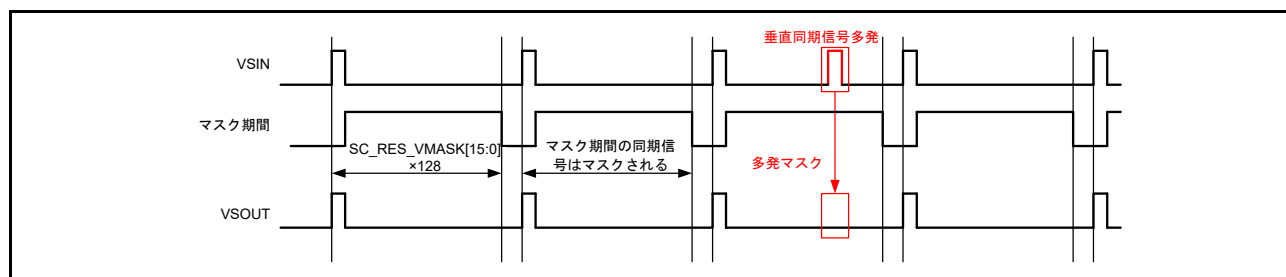 垂直同期信号多発
VSIN
マスク期間
SC_RES_VMASK[15:0]
×128
マスク期間の同期信
号はマスクされる
多発マスク
VSOUT